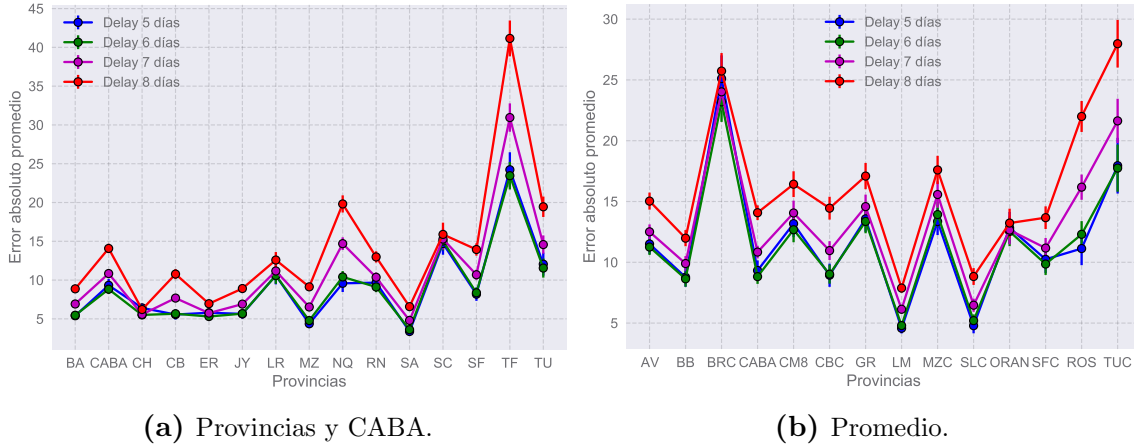 45
40
35
30
25
20
15
10
5
Error absoluto promedio
Delay 5 días
Delay 6 días
Delay 7 días
Delay 8 días
BA CABA CH CB ER JY LR MZ NQ RN SA SC SF TF TU
Provincias
(a) Provincias y CABA.
30
25
20
15
10
5
Error absoluto promedio
Delay 5 días
Delay 6 días
Delay 7 días
Delay 8 días
AV BB BRC CABA CM8 CBC GR LM MZC SLC ORAN SFC ROS TUC
Provincias
(b) Promedio.